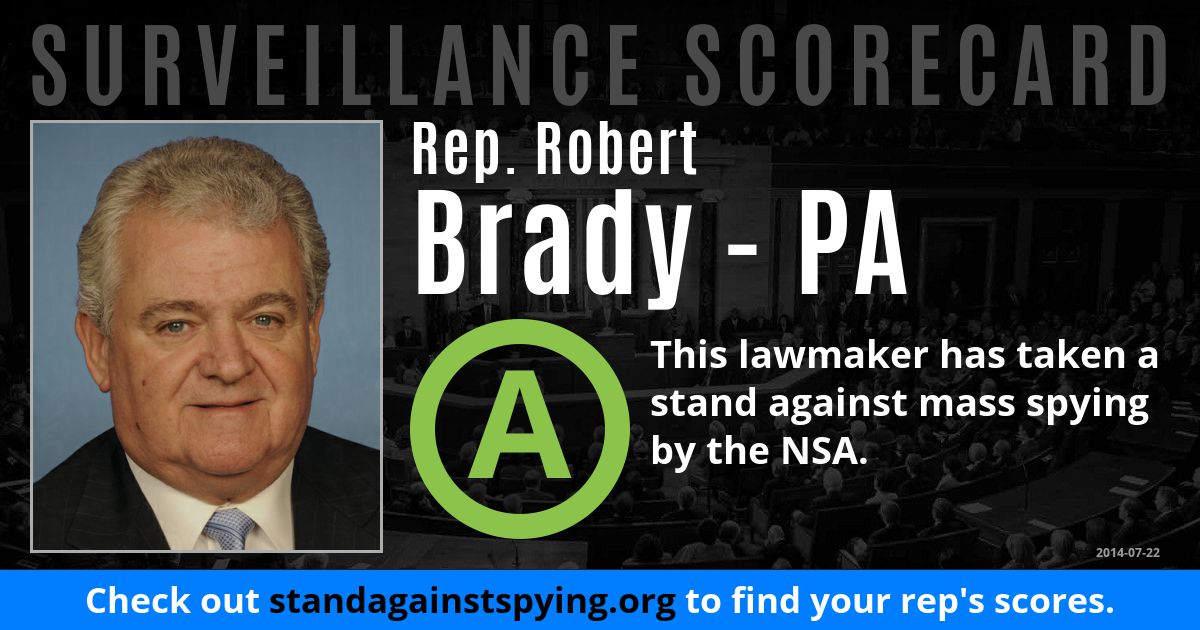 SURVEILLANCE SCORECARD
Rep. Robert
Brady - PA
A
This lawmaker has taken a
stand against mass spying
by the NSA.
2014-07-22
Check out standagainstspying.org to find your rep's scores.